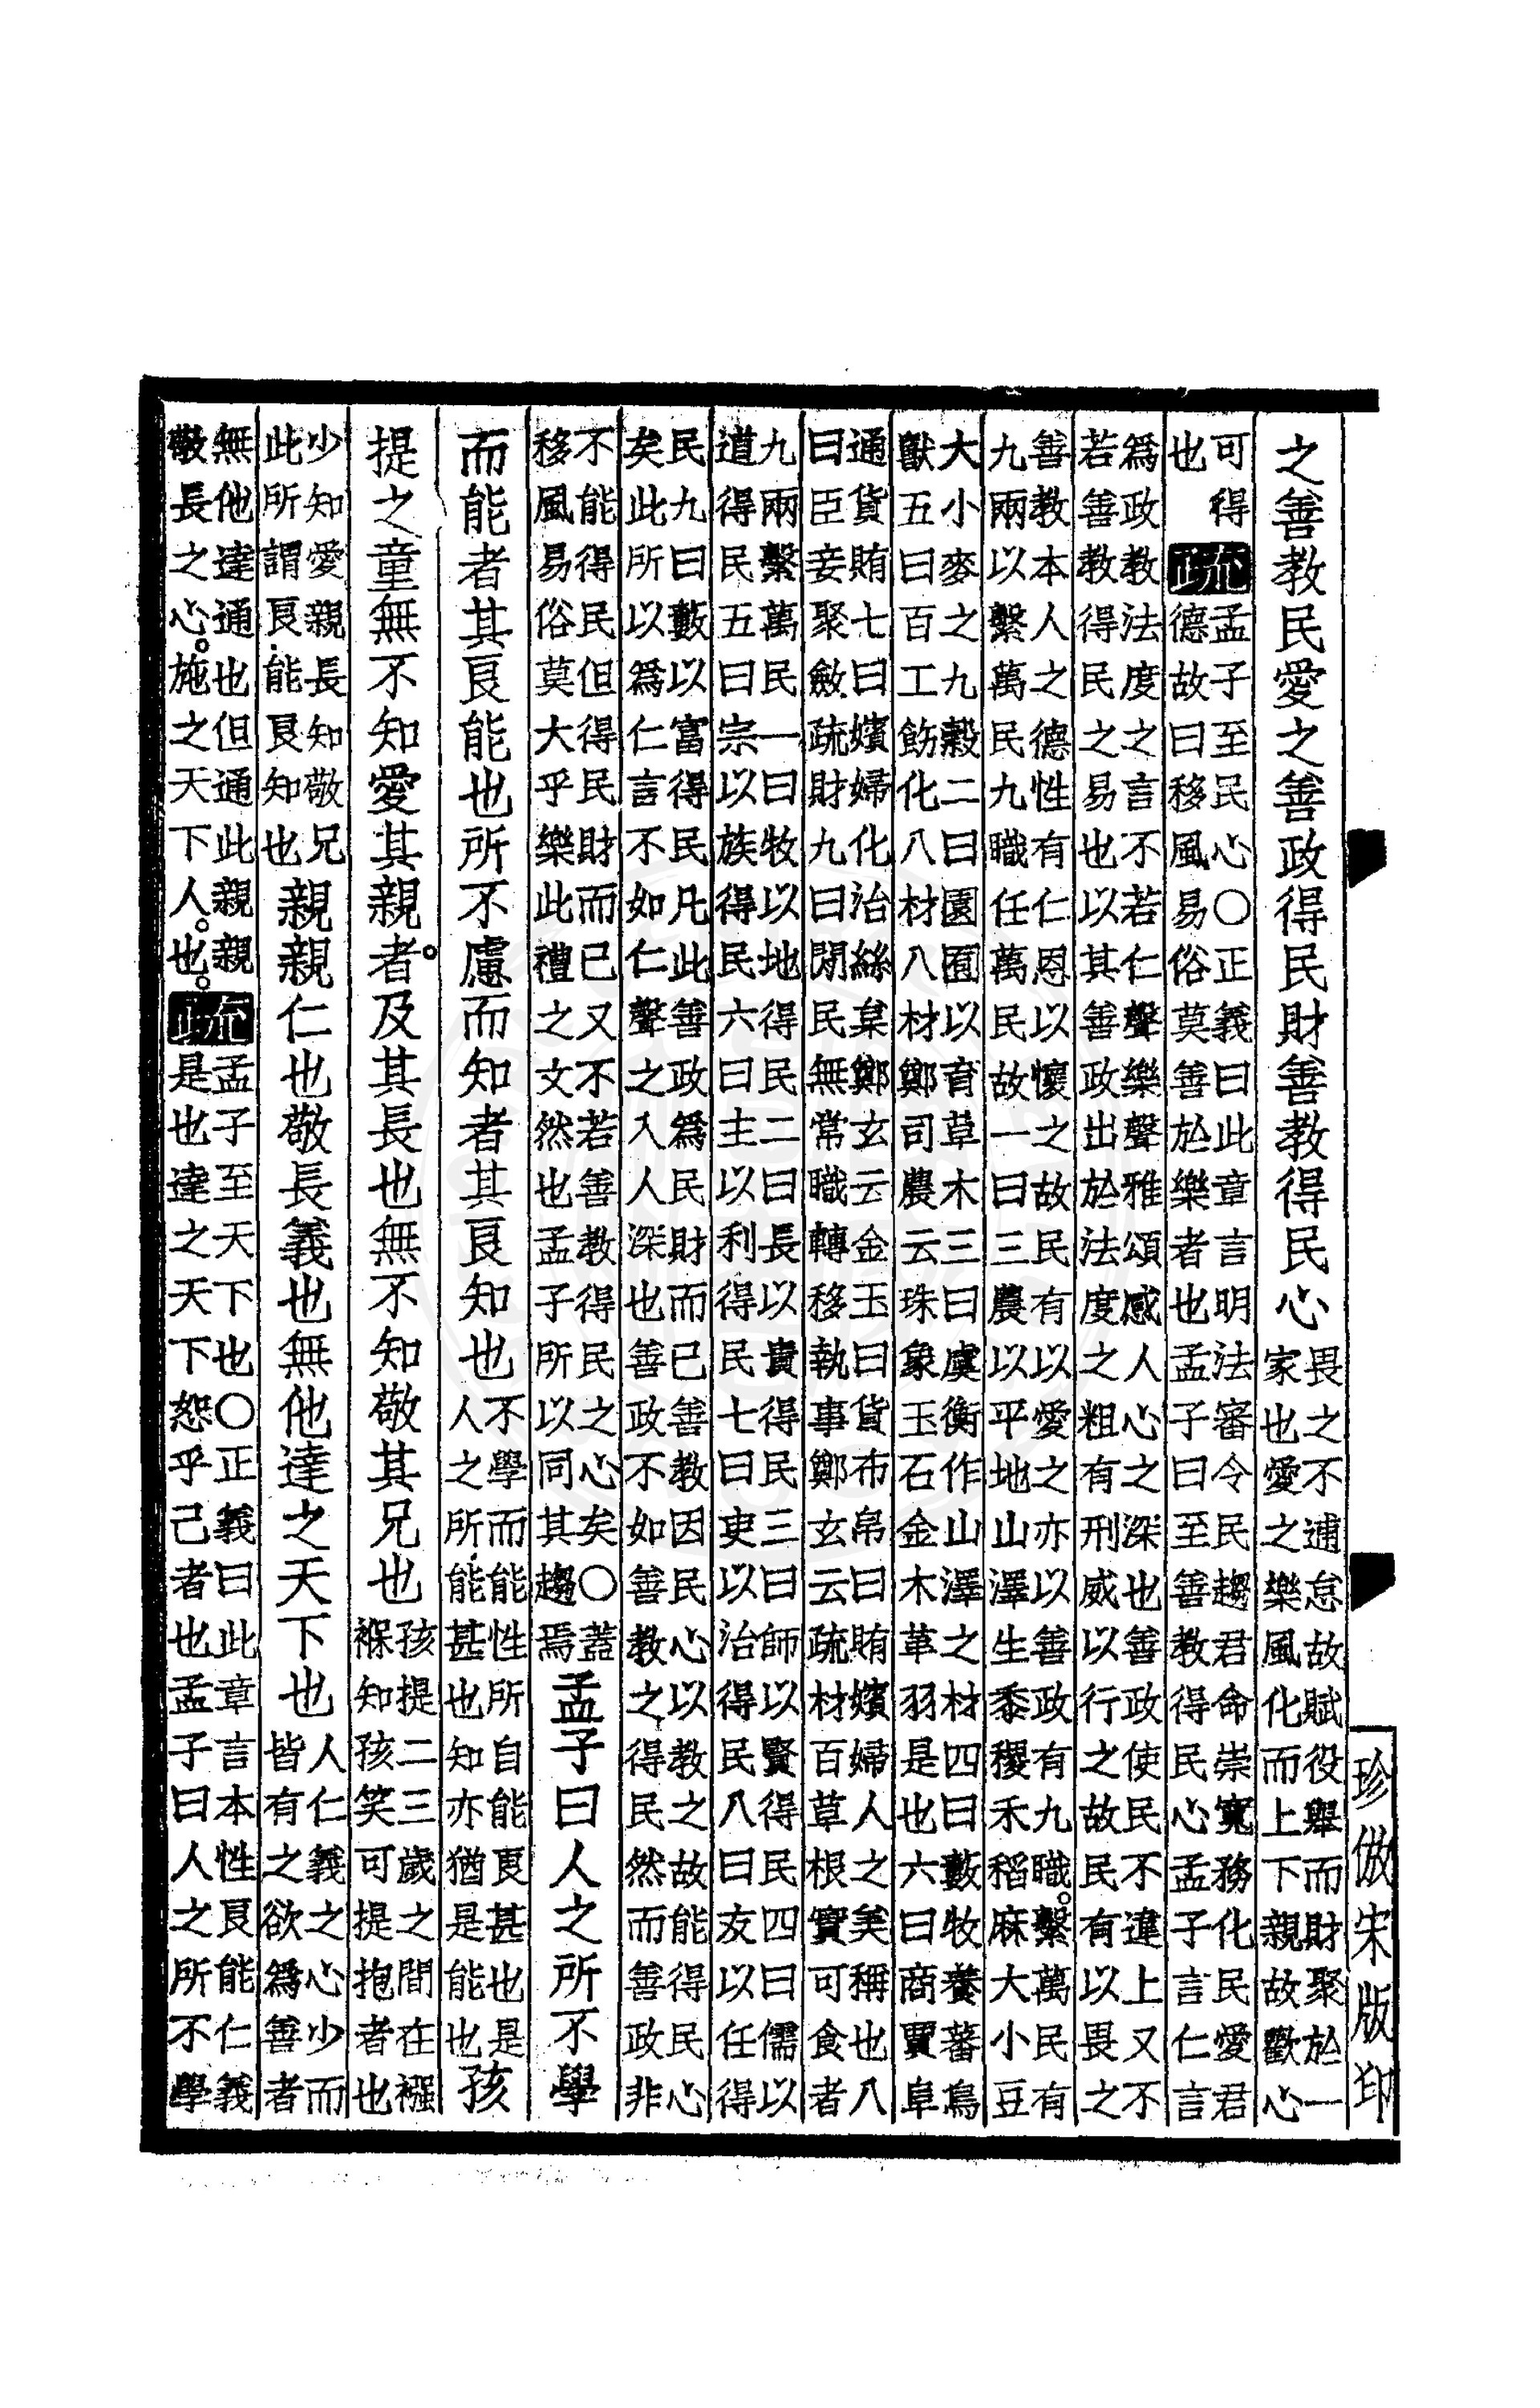 之善教民愛之善政得民財善教得民心
畏之不逋怠故賦役舉而財聚於一
家也愛之樂風化而上下親故歡心
可得
也
疏
孟子至民心○正義曰此章言明法審令民趨君命崇寬務化民愛君
德故曰移風易俗莫善於樂者也孟子曰至善教得民心孟子言仁言
爲政教法度之言不若仁聲樂聲雅頌感人心之深也善政使民不違上又不
若善教得民之易也以其善政出於法度之粗有刑威以行之故民有以畏之
善教本人之德性有仁恩以懷之故民有以愛之亦以善政有九職。繫萬民有
九兩以繫萬民九職任萬民故一曰三農以平地山澤生黍稷禾稻麻大小豆
大小麥之九穀二曰園囿以育草木三曰虞衡作山澤之材四曰藪牧養蕃鳥
獸五曰百工飭化八材八材鄭司農云珠象玉石金木革羽是也六曰商賈阜
通貨賄七曰嬪婦化治絲枲鄭玄云金玉曰貨布帛曰賄嬪婦人之美稱也八
曰臣妾聚斂疏財九曰閒民無常職轉移執事鄭玄云疏材百草根實可食者
九兩繫萬民一曰牧以地得民二曰長以貴得民三曰師以賢得民四曰儒以
道得民五曰宗以族得民六曰主以利得民七曰吏以治得民八曰友以任得
民九曰藪以富得民凡此善政爲民財而已善教因民心以教之故能得民心
矣此所以爲仁言不如仁聲之入人深也善政不如善教之得民然而善政非
不能得民但得民財而已又不若善教得民之心矣○蓋
移風易俗莫大乎樂此禮之文然也孟子所以同其趨焉
孟子曰人之所不學
而能者其良能也所不慮而知者其良知也
不學而能性所自能良甚也是
人之所能甚也知亦猶是能也
孩
提之童無不知愛其親者。及其長也無不知敬其兄也
孩提二三歲之間在襁
褓知孩笑可提抱者也
少知愛親長知敬兄
此所謂良能良知也
親親仁也敬長義也無他達之天下也
人仁義之心少而
皆有之欲爲善者
無他達通也但通此親親
敬長之心。施之天下人。也。
疏
孟子至天下也○正義曰此章言本性良能仁義
是也達之天下恕乎己者也孟子曰人之所不學
珍倣宋版印